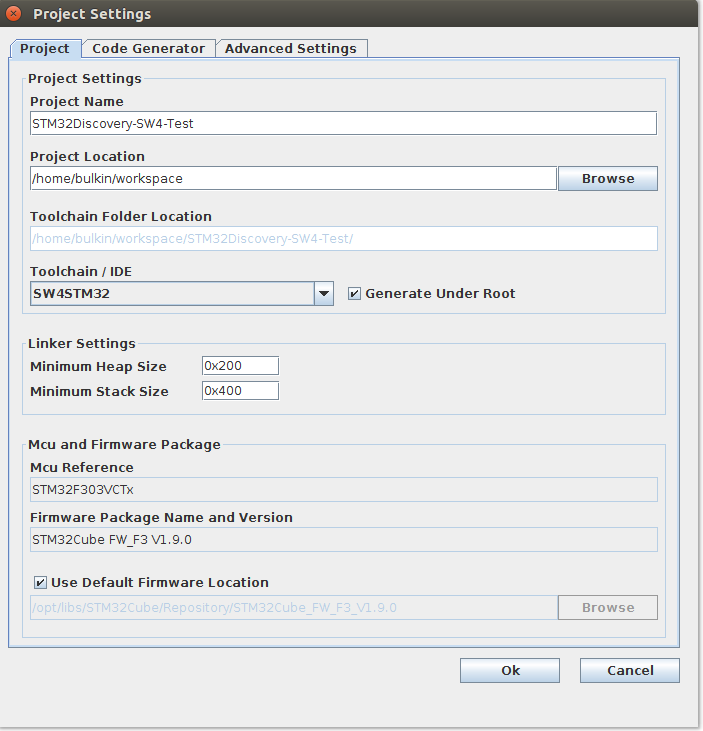 Project Settings
Project Code Generator Advanced Settings
Project Settings
Project Name
STM32Discovery-SW4-Test
Project Location
/home/bulkin/workspace Browse
Toolchain Folder Location
/home/bulkin/workspace/STM32Discovery-SW4-Test/
Toolchain / IDE
SW4STM32 Generate Under Root
Linker Settings
Minimum Heap Size 0x200
Minimum Stack Size 0x400
Mcu and Firmware Package
Mcu Reference
STM32F303VCTx
Firmware Package Name and Version
STM32Cube FW_F3 V1.9.0
Use Default Firmware Location
/opt/libs/STM32Cube/Repository/STM32Cube_FW_F3_V1.9.0 Browse
Ok Cancel